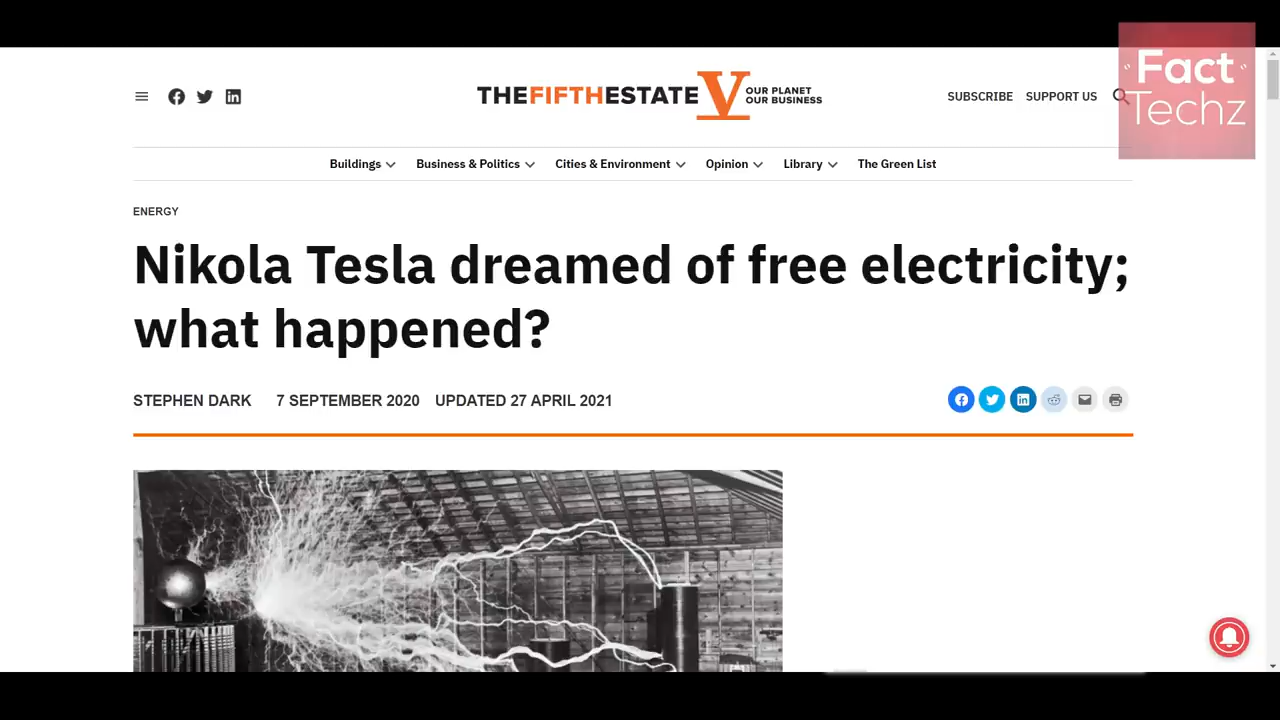 THEFIFTHESTATE V OUR PLANET
OUR BUSINESS
SUBSCRIBE SUPPORT US
Fact
Techz
Buildings Business & Politics Cities & Environment Opinion Library The Green List
ENERGY
Nikola Tesla dreamed of free electricity;
what happened?
STEPHEN DARK 7 SEPTEMBER 2020 UPDATED 27 APRIL 2021